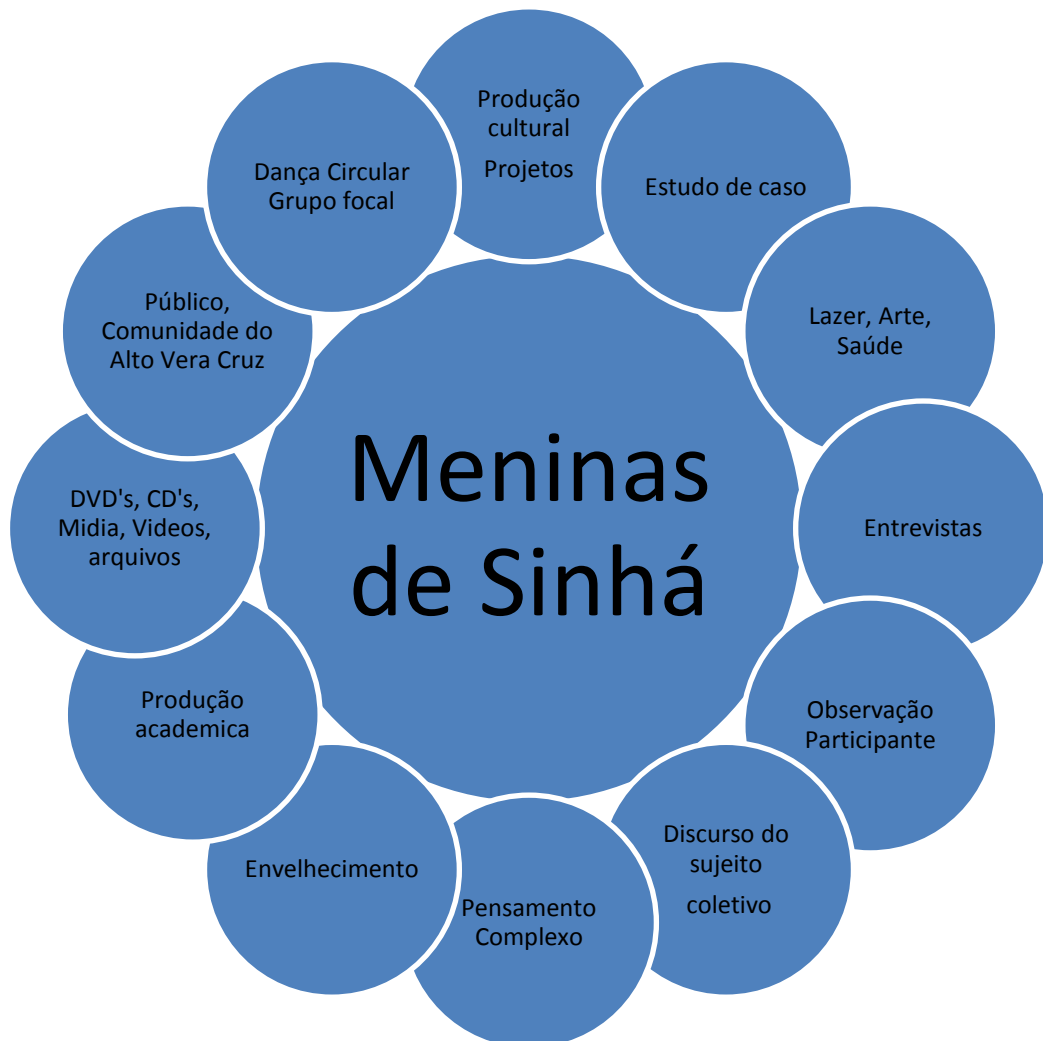 Produção
cultural
Projetos
Estudo de caso
Lazer, Arte,
Saúde
Entrevistas
Observação
Participante
Discurso do
sujeito
coletivo
Pensamento
Complexo
Envelhecimento
Produção
academica
DVD's, CD's,
Midia, Videos,
arquivos
Público,
Comunidade do
Alto Vera Cruz
Dança Circular
Grupo focal
Meninas
de Sinhá